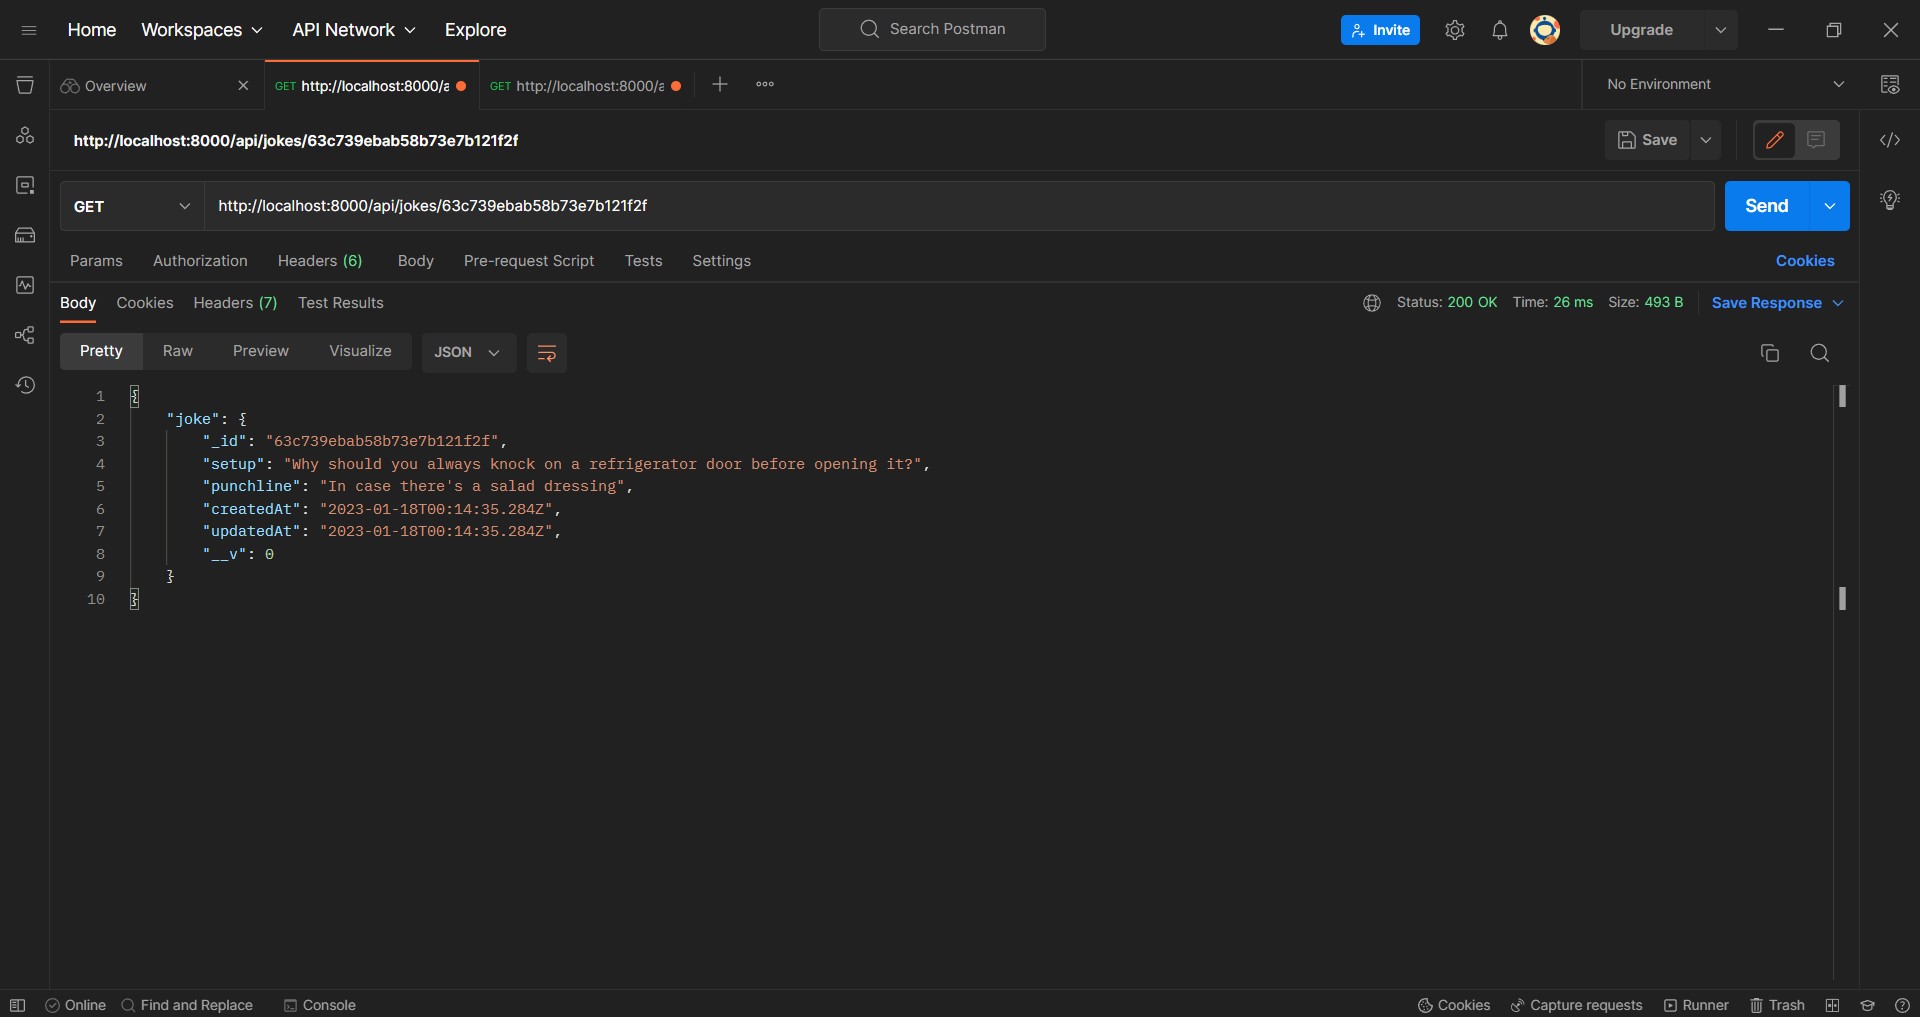 Home Workspaces API Network Explore Search Postman Invite Upgrade
Overview GET http://localhost:8000/a GET http://localhost:8000/a No Environment
http://localhost:8000/api/jokes/63c739ebab58b73e7b121f2f Save
GET http://localhost:8000/api/jokes/63c739ebab58b73e7b121f2f Send
Params Authorization Headers (6) Body Pre-request Script Tests Settings Cookies
Body Cookies Headers (7) Test Results Status: 200 OK Time: 26 ms Size: 493 B Save Response
Pretty Raw Preview Visualize JSON
1 {
2 "joke": {
3 "_id": "63c739ebab58b73e7b121f2f",
4 "setup": "Why should you always knock on a refrigerator door before opening it?",
5 "punchline": "In case there's a salad dressing",
6 "createdAt": "2023-01-18T00:14:35.284Z",
7 "updatedAt": "2023-01-18T00:14:35.284Z",
8 "__v": 0
9 }
10 }
Online Find and Replace Console Cookies Capture requests Runner Trash